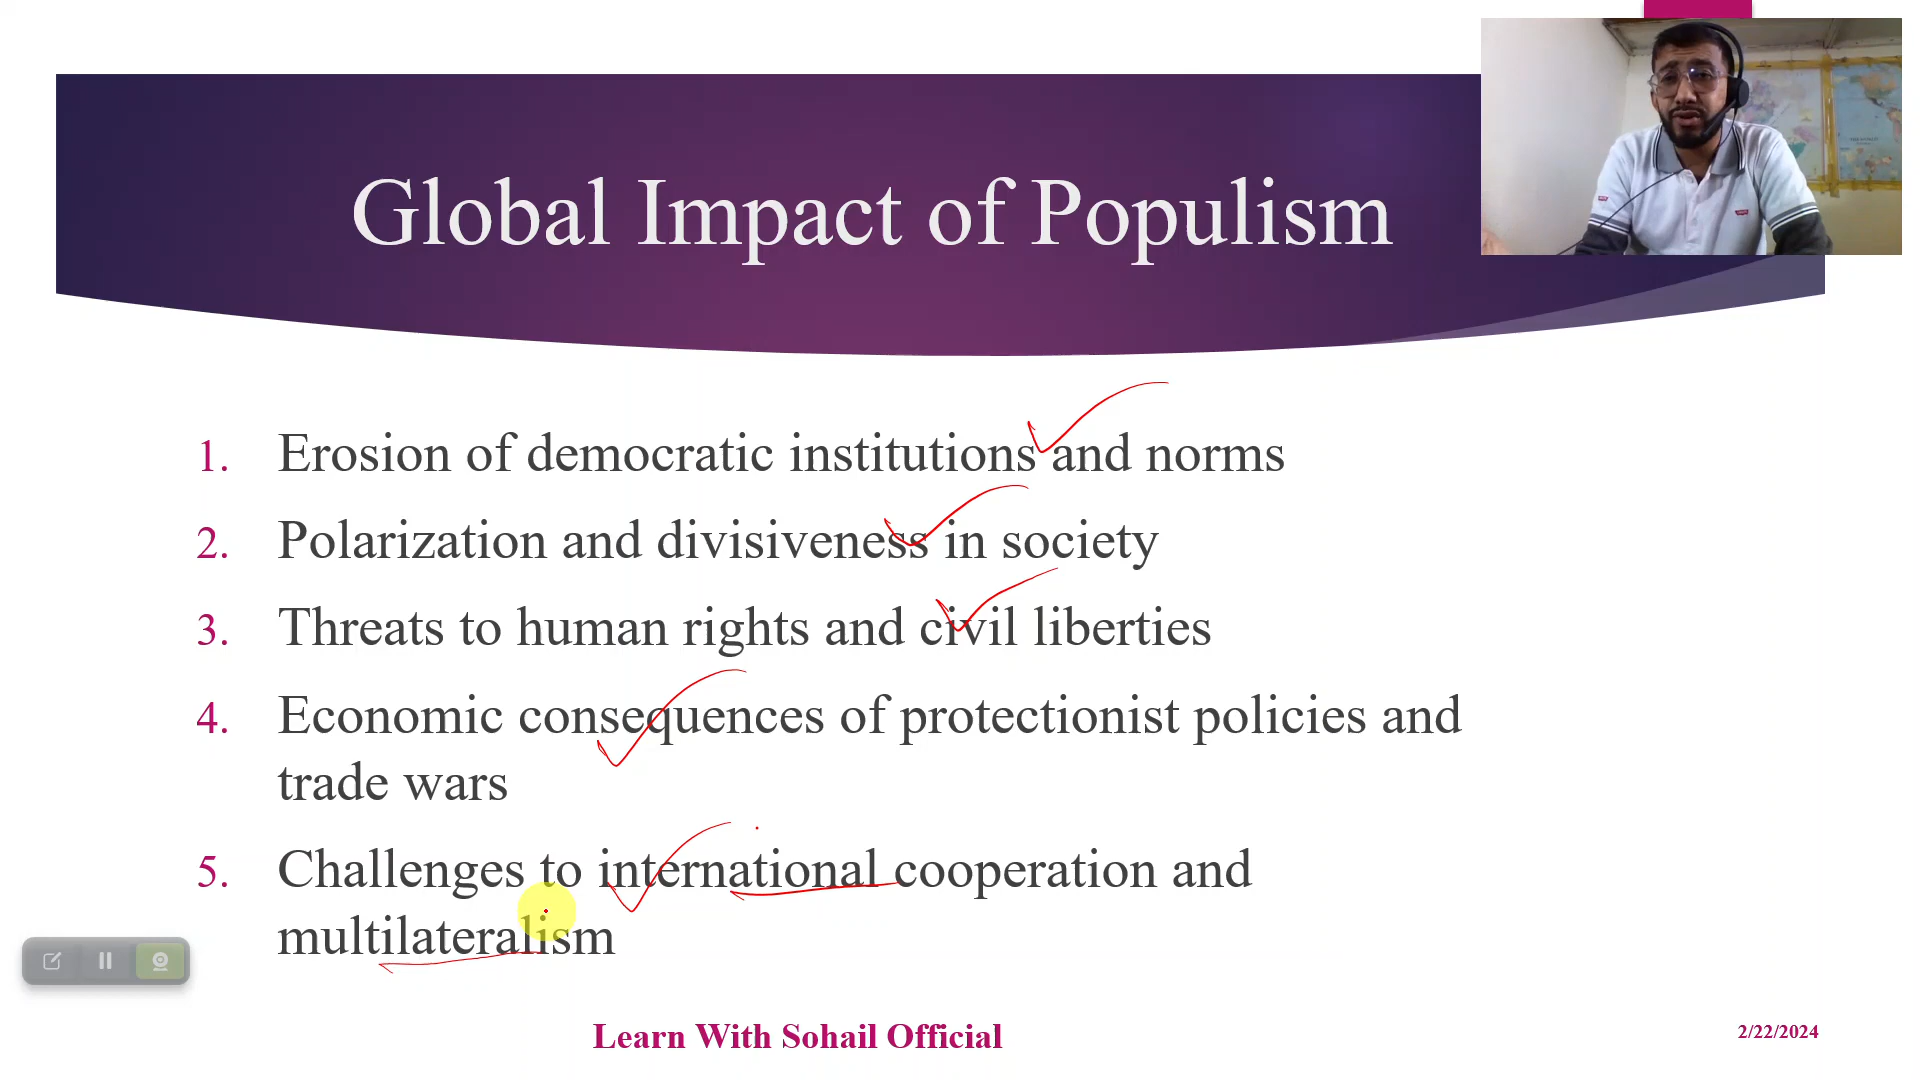 Global Impact of Populism
1. Erosion of democratic institutions and norms
2. Polarization and divisiveness in society
3. Threats to human rights and civil liberties
4. Economic consequences of protectionist policies and
trade wars
5. Challenges to international cooperation and
multilateralism
Learn With Sohail Official
2/22/2024